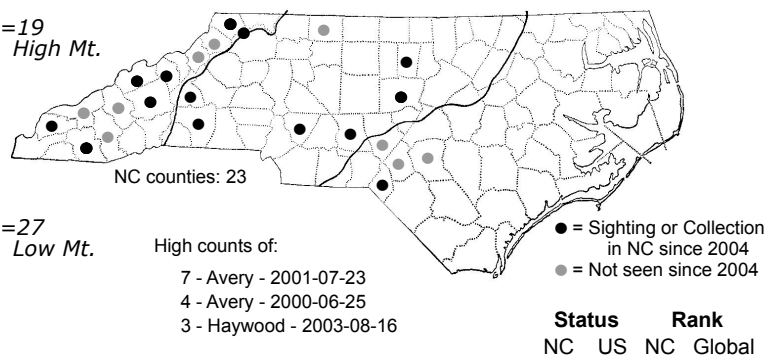 =19
High Mt.
NC counties: 23
=27
Low Mt.
High counts of:
7 - Avery - 2001-07-23
4 - Avery - 2000-06-25
3 - Haywood - 2003-08-16
● = Sighting or Collection
in NC since 2004
● = Not seen since 2004
Status Rank
NC US NC Global